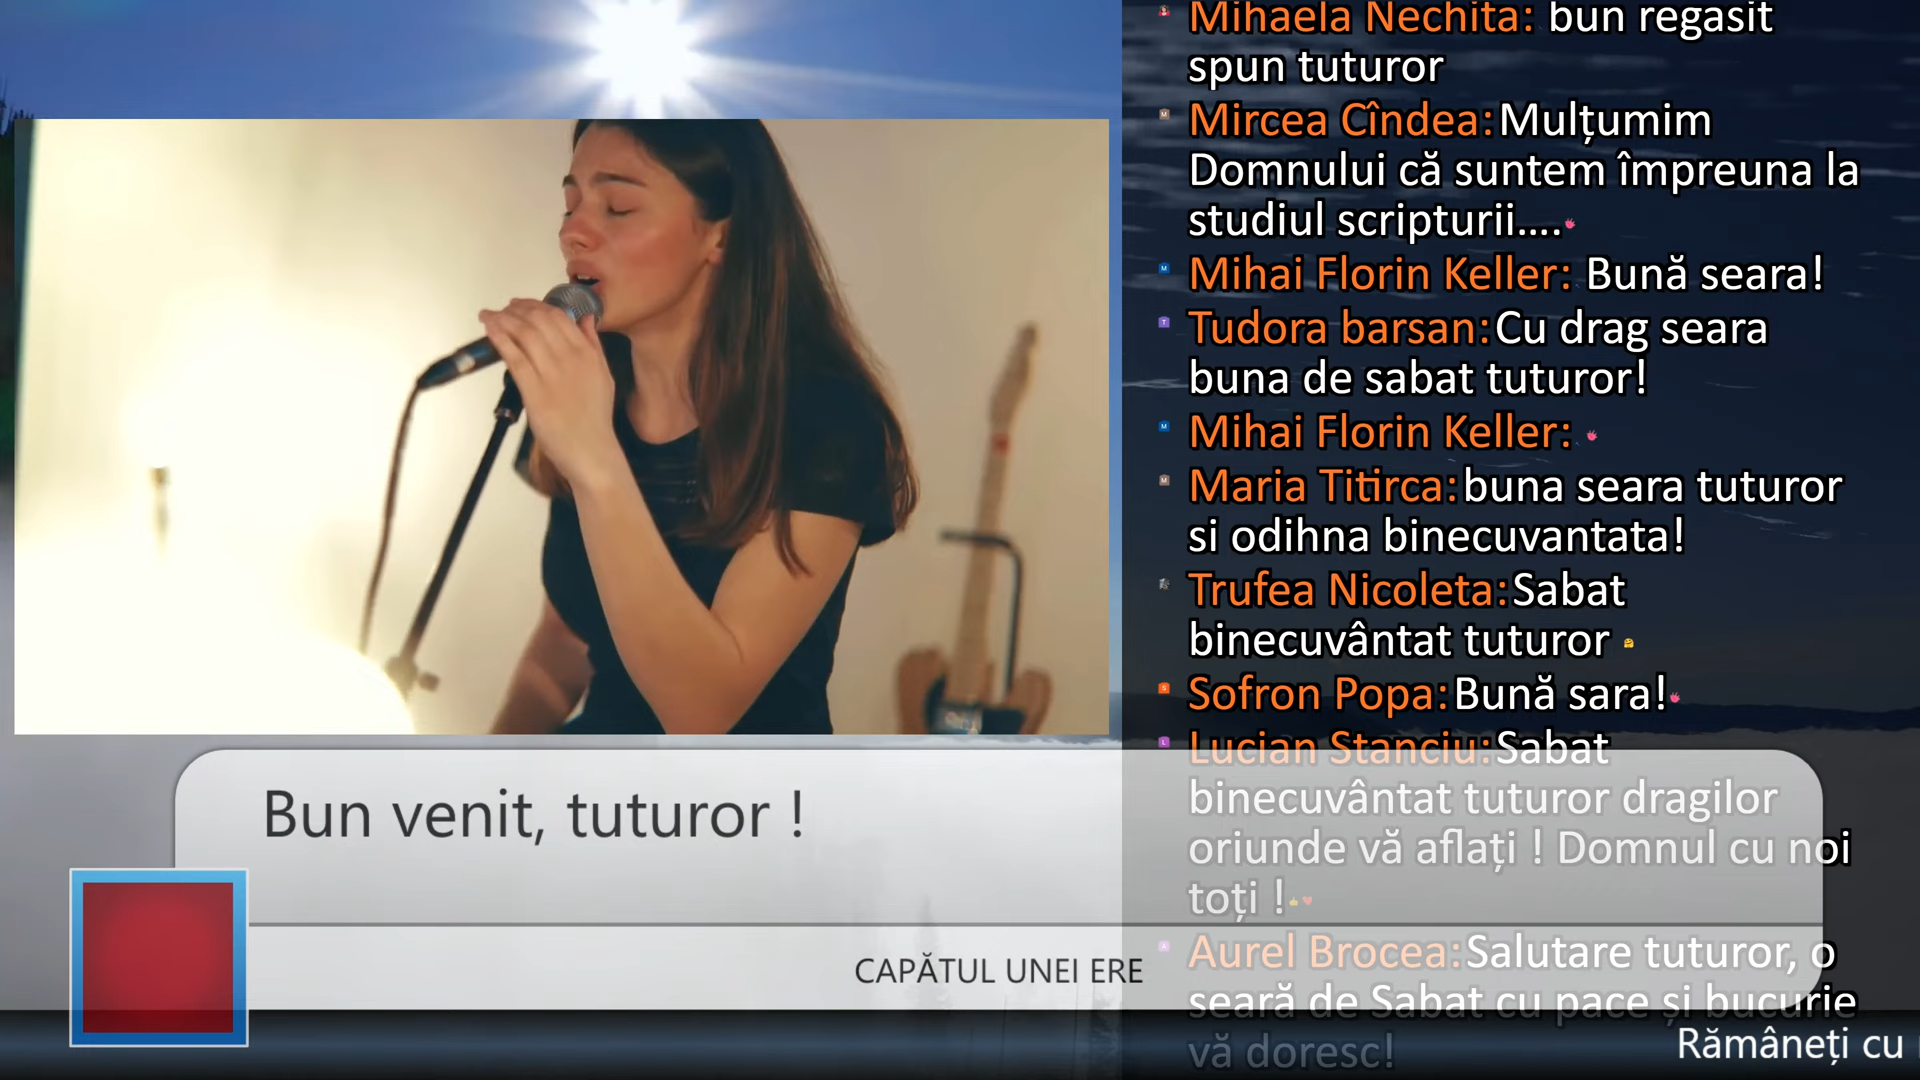 Mihaela Nechita: bun regasit
spun tuturor
Mircea Cîndea: Mulțumim
Domnului că suntem împreuna la
studiul scripturii....
Mihai Florin Keller: Bună seara!
Tudora barsan: Cu drag seara
buna de sabat tuturor!
Mihai Florin Keller:
Maria Titirca: buna seara tuturor
si odihna binecuvantata!
Trufea Nicoleta: Sabat
binecuvântat tuturor
Sofron Popa: Bună sara!
Lucian Stanciu: Sabat
binecuvântat tuturor dragilor
oriunde vă aflați ! Domnul cu noi
toți !
Aurel Brocea: Salutare tuturor, o
seară de Sabat cu pace și bucurie
vă doresc!
Bun venit, tuturor !
CAPĂTUL UNEI ERE
Rămâneți cu